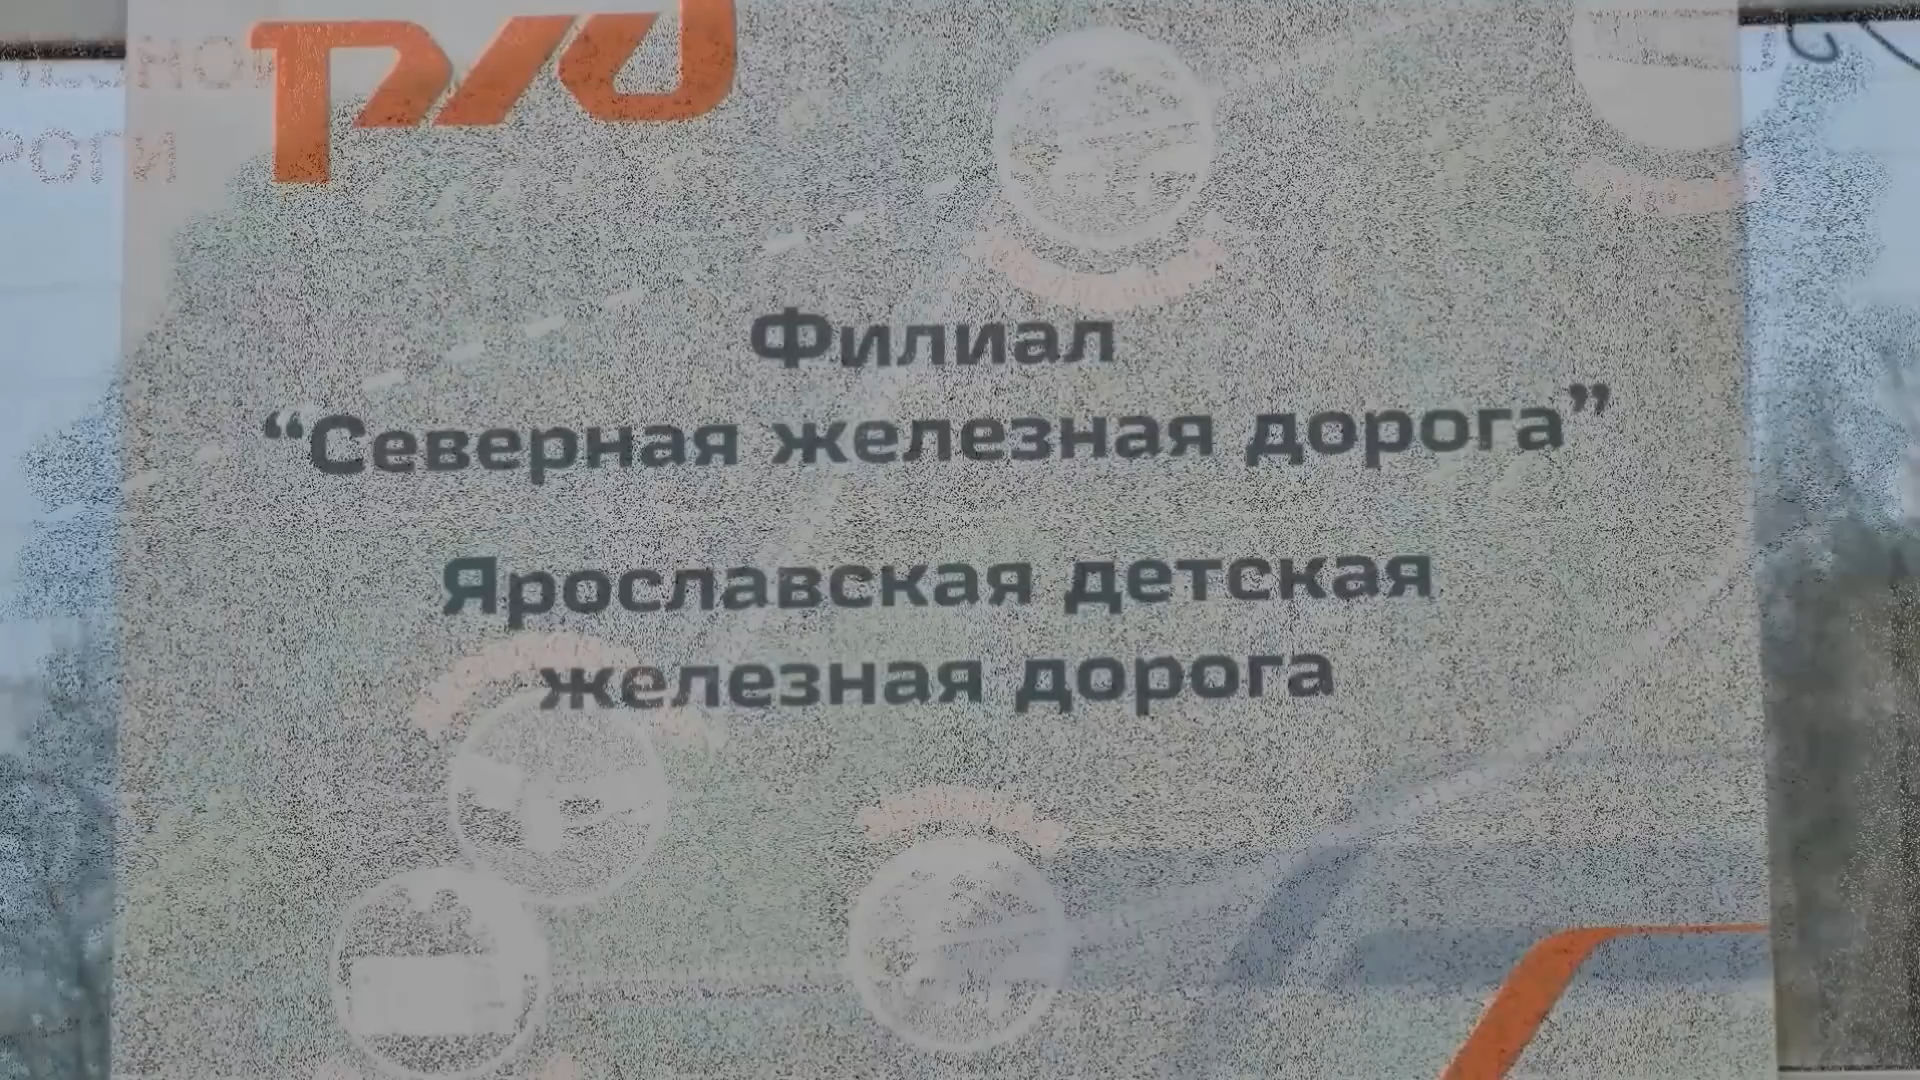 РЖД
Филиал
“Северная железная дорога”
Ярославская детская
железная дорога